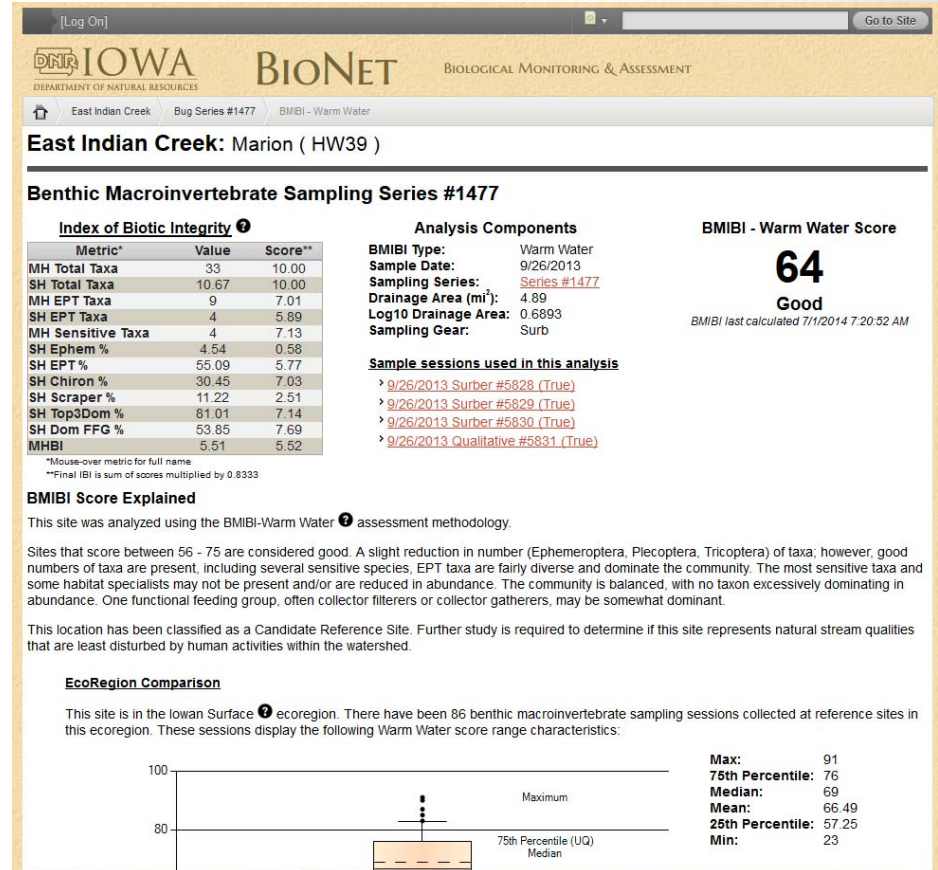 [Log On]
Go to Site
DNR IOWA
DEPARTMENT OF NATURAL RESOURCES
BIONET
BIOLOGICAL MONITORING & ASSESSMENT
East Indian Creek Bug Series #1477 BMIBI - Warm Water
East Indian Creek: Marion ( HW39 )
Benthic Macroinvertebrate Sampling Series #1477
Index of Biotic Integrity ?
Metric* Value Score**
MH Total Taxa 33 10.00
SH Total Taxa 10.67 10.00
MH EPT Taxa 9 7.01
SH EPT Taxa 4 5.89
MH Sensitive Taxa 4 7.13
SH Ephem % 4.54 0.58
SH EPT % 55.09 5.77
SH Chiron % 30.45 7.03
SH Scraper % 11.22 2.51
SH Top3Dom % 81.01 7.14
SH Dom FFG % 53.85 7.69
MHBI 5.51 5.52
*Mouse-over metric for full name
**Final IBI is sum of scores multiplied by 0.8333
Analysis Components
BMIBI Type: Warm Water
Sample Date: 9/26/2013
Sampling Series: Series #1477
Drainage Area (mi²): 4.89
Log10 Drainage Area: 0.6893
Sampling Gear: Surb
Sample sessions used in this analysis
9/26/2013 Surber #5828 (True)
9/26/2013 Surber #5829 (True)
9/26/2013 Surber #5830 (True)
9/26/2013 Qualitative #5831 (True)
BMIBI - Warm Water Score
64
Good
BMIBI last calculated 7/1/2014 7:20:52 AM
BMIBI Score Explained
This site was analyzed using the BMIBI-Warm Water ? assessment methodology.
Sites that score between 56 - 75 are considered good. A slight reduction in number (Ephemeroptera, Plecoptera, Tricoptera) of taxa; however, good
numbers of taxa are present, including several sensitive species, EPT taxa are fairly diverse and dominate the community. The most sensitive taxa and
some habitat specialists may not be present and/or are reduced in abundance. The community is balanced, with no taxon excessively dominating in
abundance. One functional feeding group, often collector filterers or collector gatherers, may be somewhat dominant.
This location has been classified as a Candidate Reference Site. Further study is required to determine if this site represents natural stream qualities
that are least disturbed by human activities within the watershed.
EcoRegion Comparison
This site is in the Iowan Surface ? ecoregion. There have been 86 benthic macroinvertebrate sampling sessions collected at reference sites in
this ecoregion. These sessions display the following Warm Water score range characteristics:
100
80
Maximum
75th Percentile (UQ)
Median
Max: 91
75th Percentile: 76
Median: 69
Mean: 66.49
25th Percentile: 57.25
Min: 23